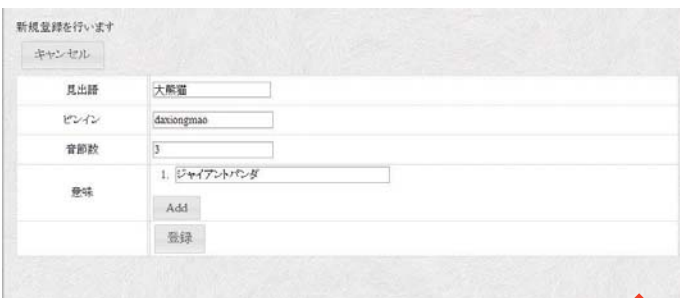 新規登録を行います
キャンセル
見出語 大熊猫
ピンイン daxiongmao
音節数 3
意味 1. ジャイアントパンダ
Add
登録